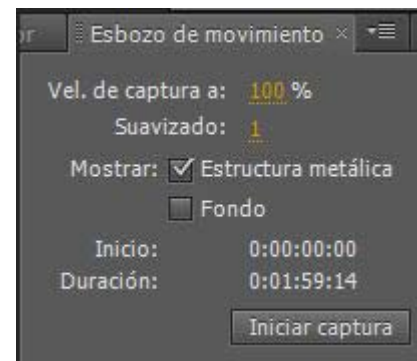 or Esbozo de movimiento ×
Vel. de captura a: 100 %
Suavizado: 1
Mostrar: Estructura metálica
Fondo
Inicio: 0:00:00:00
Duración: 0:01:59:14
Iniciar captura